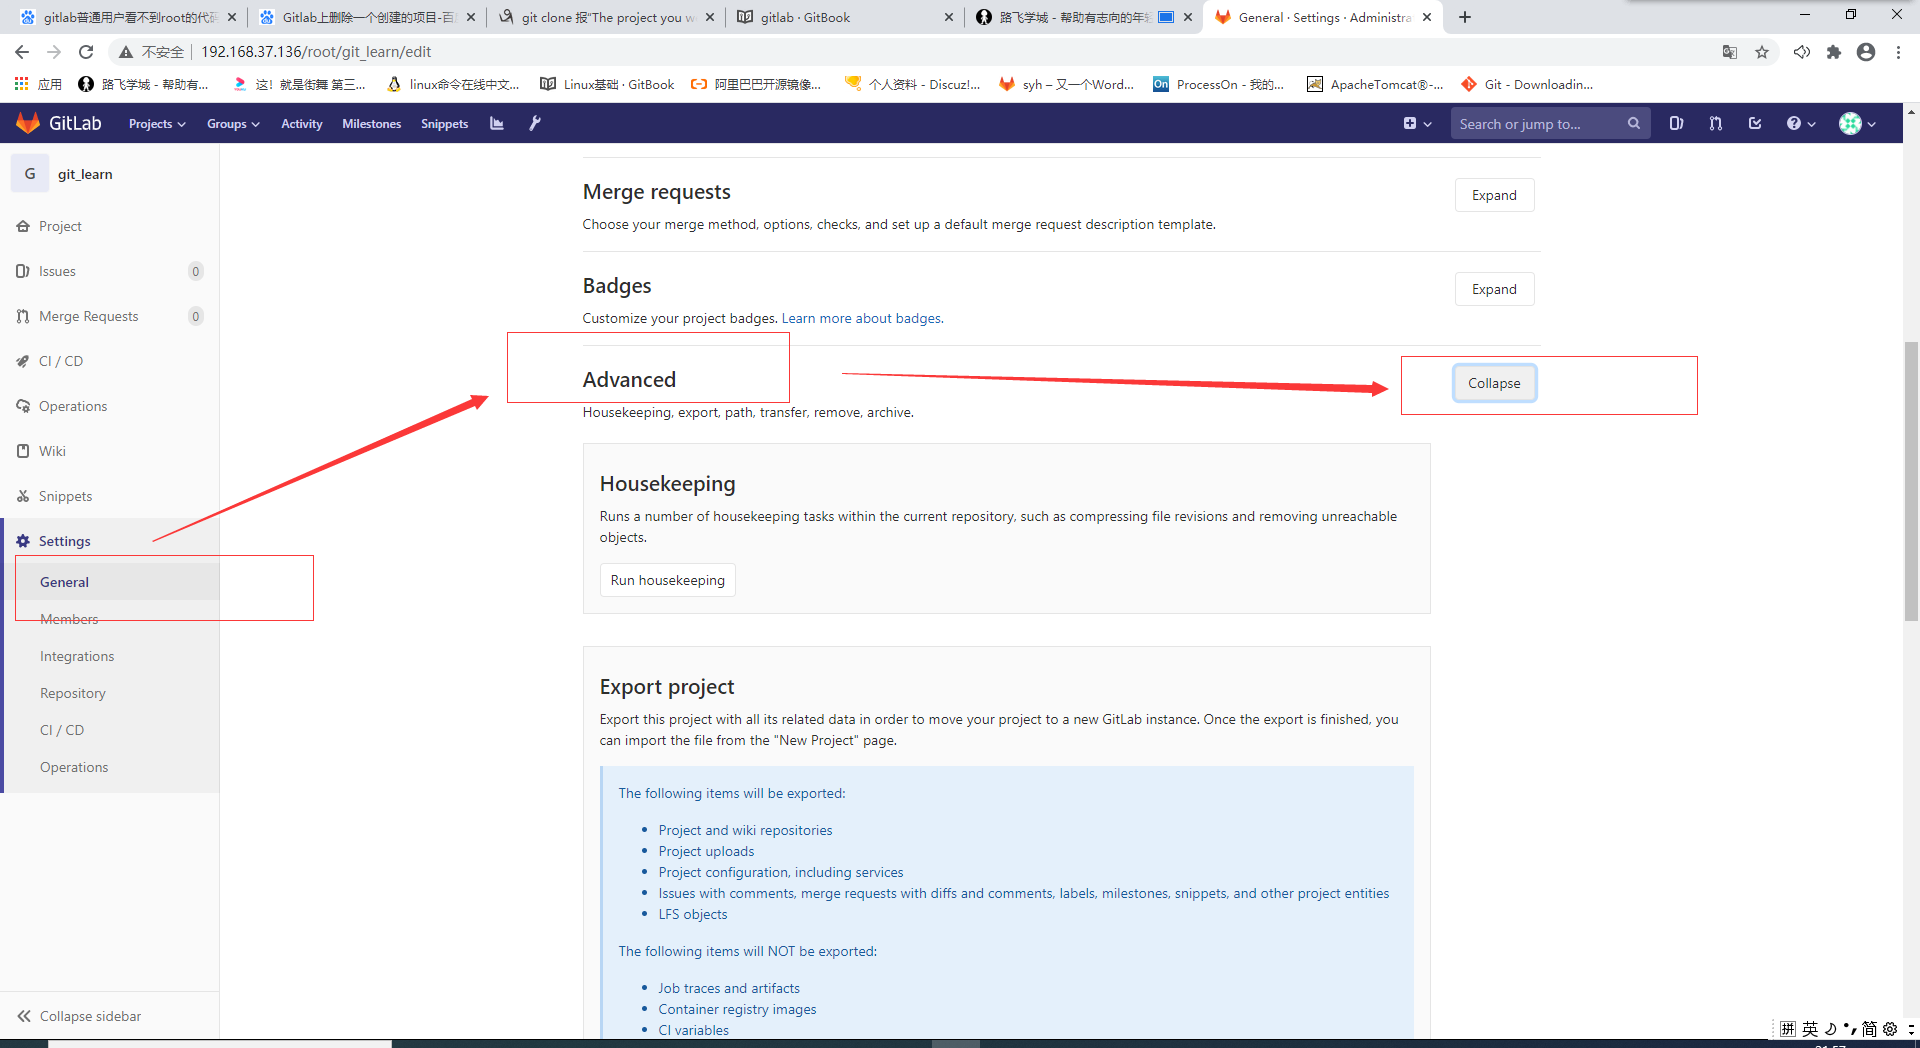 gitlab普通用户看不到root的代码
Gitlab上删除一个创建的项目-百
git clone 报"The project you w
gitlab · GitBook
路飞学城 - 帮助有志向的年轻
General · Settings · Administra
不安全
192.168.37.136/root/git_learn/edit
应用
路飞学城 - 帮助有...
这！就是街舞 第三...
linux命令在线中文...
Linux基础 · GitBook
阿里巴巴开源镜像...
个人资料 - Discuz!...
syh – 又一个Word...
On
ProcessOn - 我的...
ApacheTomcat®-...
Git - Downloadin...
GitLab
Projects
Groups
Activity
Milestones
Snippets
Search or jump to...
G
git_learn
Project
Issues
0
Merge Requests
0
CI / CD
Operations
Wiki
Snippets
Settings
General
Members
Integrations
Repository
CI / CD
Operations
Collapse sidebar
Merge requests
Expand
Choose your merge method, options, checks, and set up a default merge request description template.
Badges
Expand
Customize your project badges. Learn more about badges.
Advanced
Collapse
Housekeeping, export, path, transfer, remove, archive.
Housekeeping
Runs a number of housekeeping tasks within the current repository, such as compressing file revisions and removing unreachable
objects.
Run housekeeping
Export project
Export this project with all its related data in order to move your project to a new GitLab instance. Once the export is finished, you
can import the file from the "New Project" page.
The following items will be exported:
• Project and wiki repositories
• Project uploads
• Project configuration, including services
• Issues with comments, merge requests with diffs and comments, labels, milestones, snippets, and other project entities
• LFS objects
The following items will NOT be exported:
• Job traces and artifacts
• Container registry images
• CI variables
拼 英 简